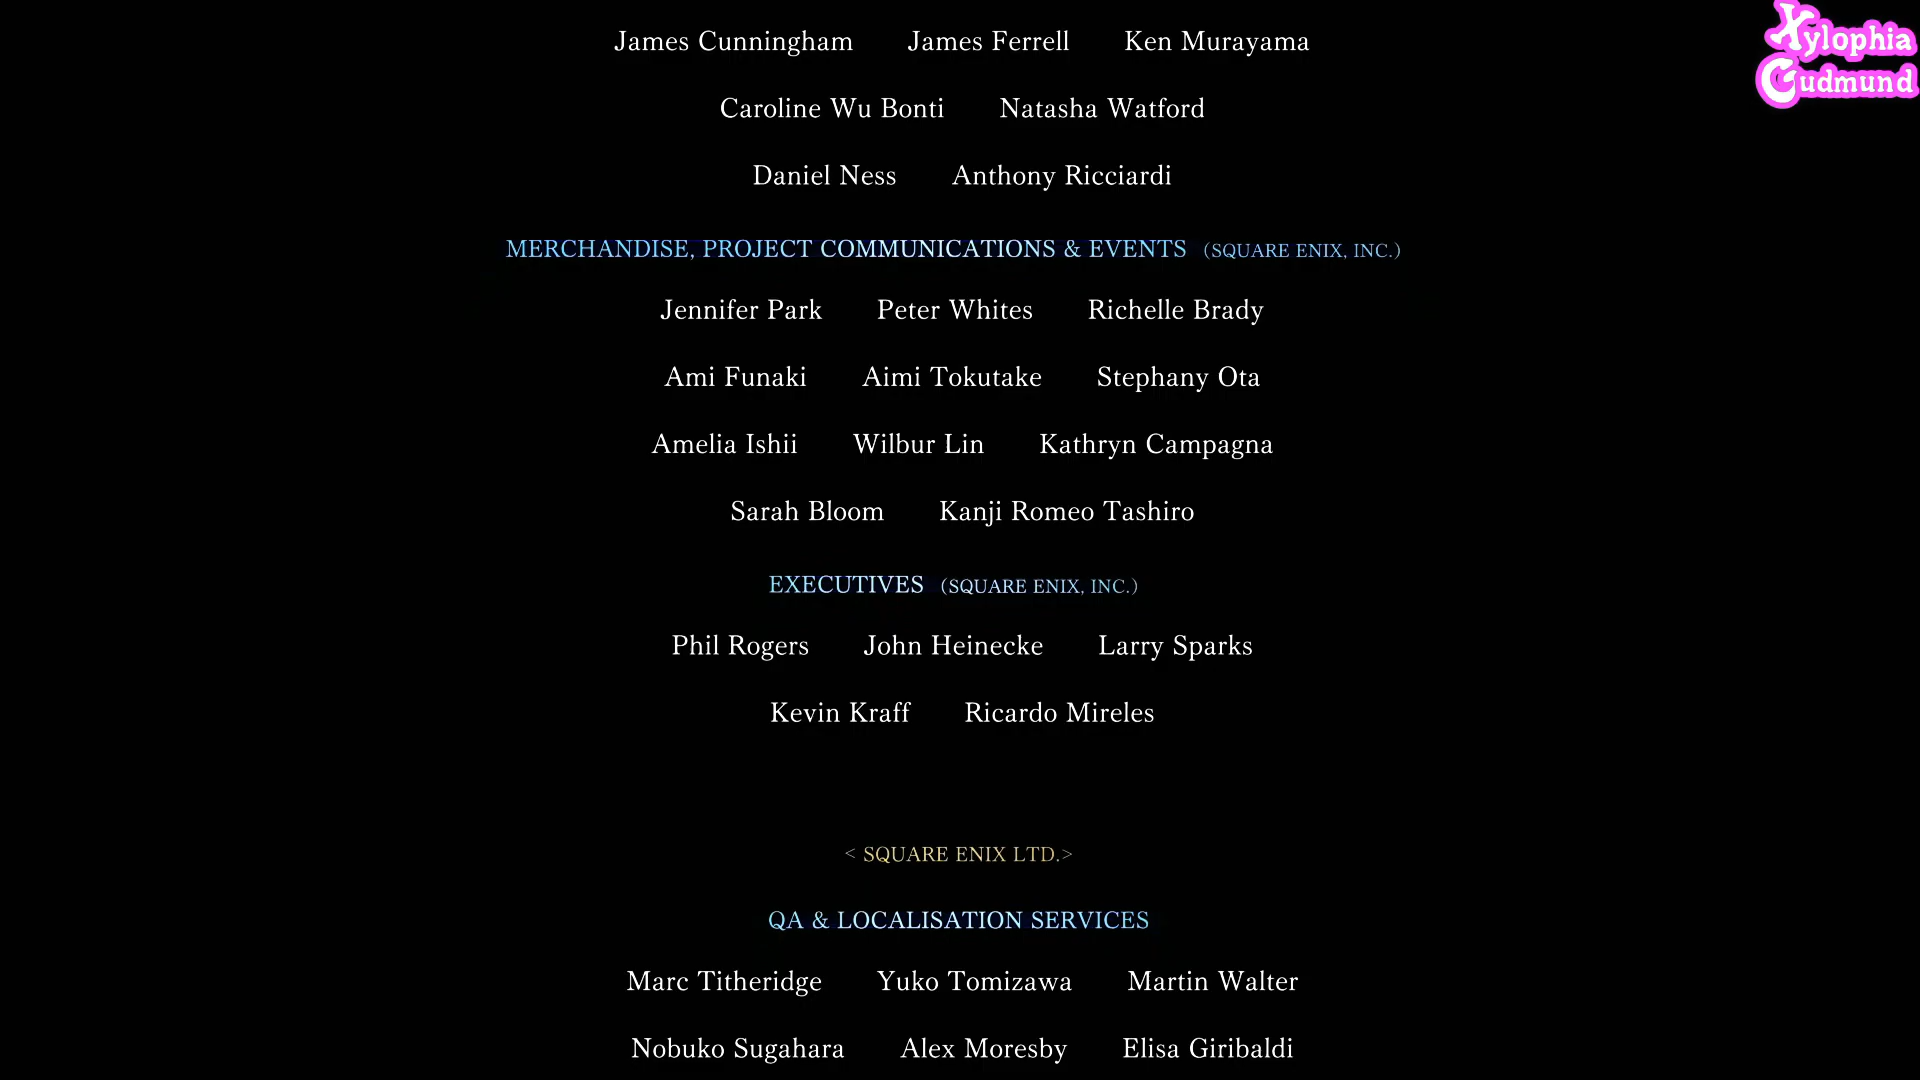 James Cunningham James Ferrell Ken Murayama
Xylophia
Gudmund
Caroline Wu Bonti Natasha Watford
Daniel Ness Anthony Ricciardi
MERCHANDISE, PROJECT COMMUNICATIONS & EVENTS (SQUARE ENIX, INC.)
Jennifer Park Peter Whites Richelle Brady
Ami Funaki Aimi Tokutake Stephany Ota
Amelia Ishii Wilbur Lin Kathryn Campagna
Sarah Bloom Kanji Romeo Tashiro
EXECUTIVES (SQUARE ENIX, INC.)
Phil Rogers John Heinecke Larry Sparks
Kevin Kraff Ricardo Mireles
< SQUARE ENIX LTD.>
QA & LOCALISATION SERVICES
Marc Titheridge Yuko Tomizawa Martin Walter
Nobuko Sugahara Alex Moresby Elisa Giribaldi